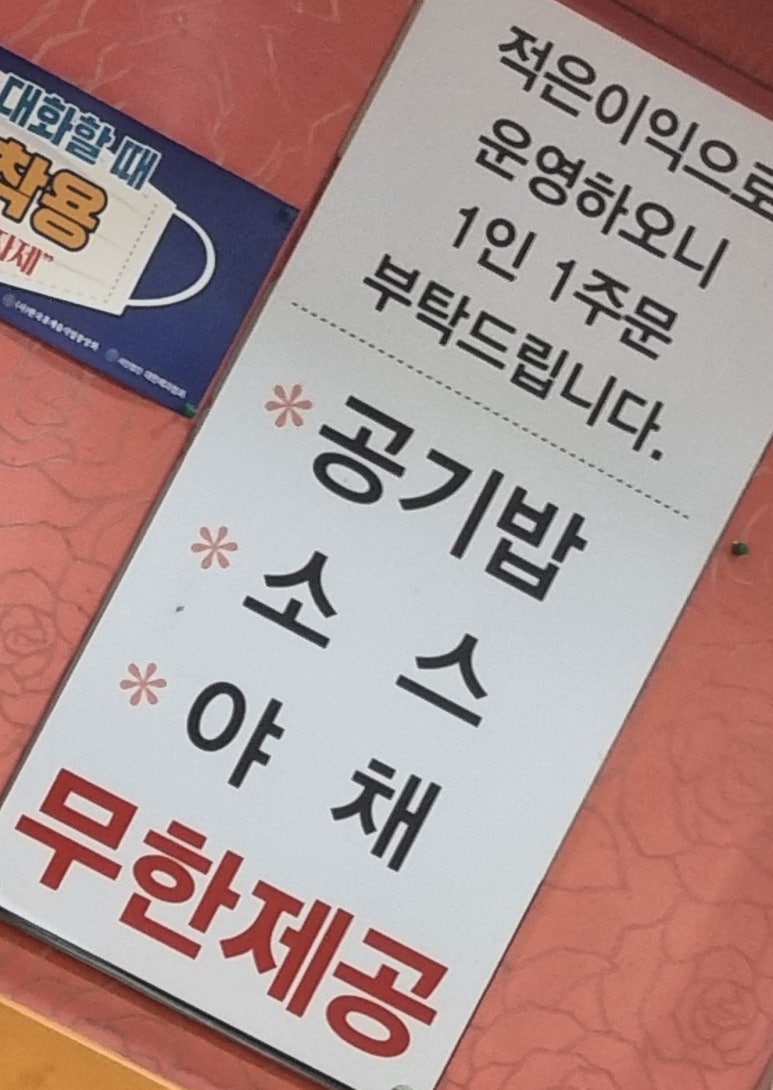 대화할 때
착용
자제"
적은이익으로
운영하오니
1인 1주문
부탁드립니다.
*공기밥
*소 스
*야 채
무한제공